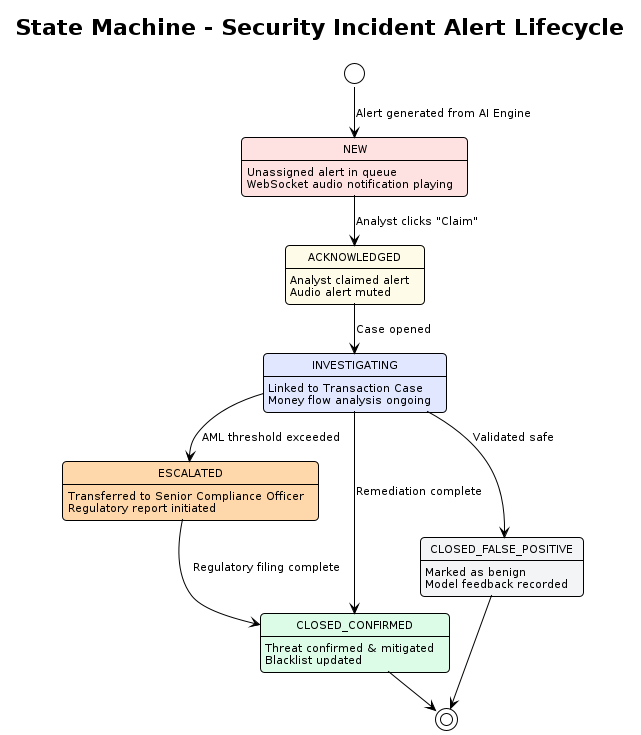 State Machine - Security Incident Alert Lifecycle
Alert generated from AI Engine
NEW
Unassigned alert in queue
WebSocket audio notification playing
Analyst clicks "Claim"
ACKNOWLEDGED
Analyst claimed alert
Audio alert muted
Case opened
INVESTIGATING
Linked to Transaction Case
Money flow analysis ongoing
AML threshold exceeded
Validated safe
ESCALATED
Transferred to Senior Compliance Officer
Regulatory report initiated
Remediation complete
CLOSED_FALSE_POSITIVE
Marked as benign
Model feedback recorded
Regulatory filing complete
CLOSED_CONFIRMED
Threat confirmed & mitigated
Blacklist updated